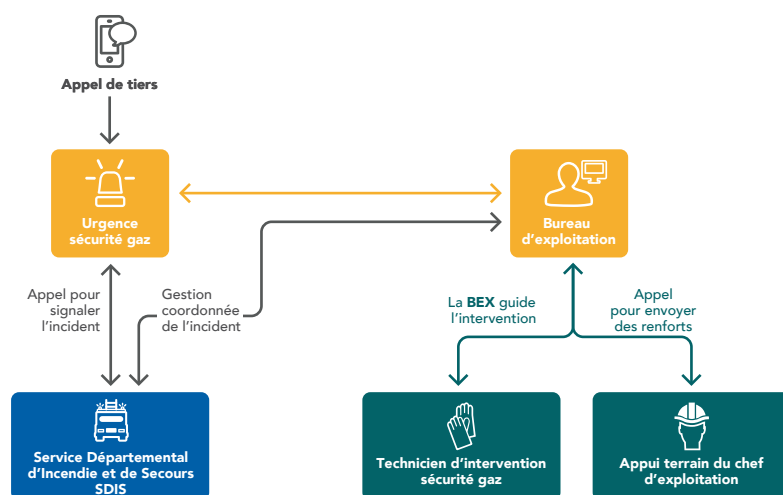 Appel de tiers
Urgence
sécurité gaz
Bureau
d'exploitation
Appel pour
signaler
l'incident
Gestion
coordonnée
de l'incident
La BEX guide
l'intervention
Appel
pour envoyer
des renforts
Service Départemental
d'Incendie et de Secours
SDIS
Technicien d'intervention
sécurité gaz
Appui terrain du chef
d'exploitation